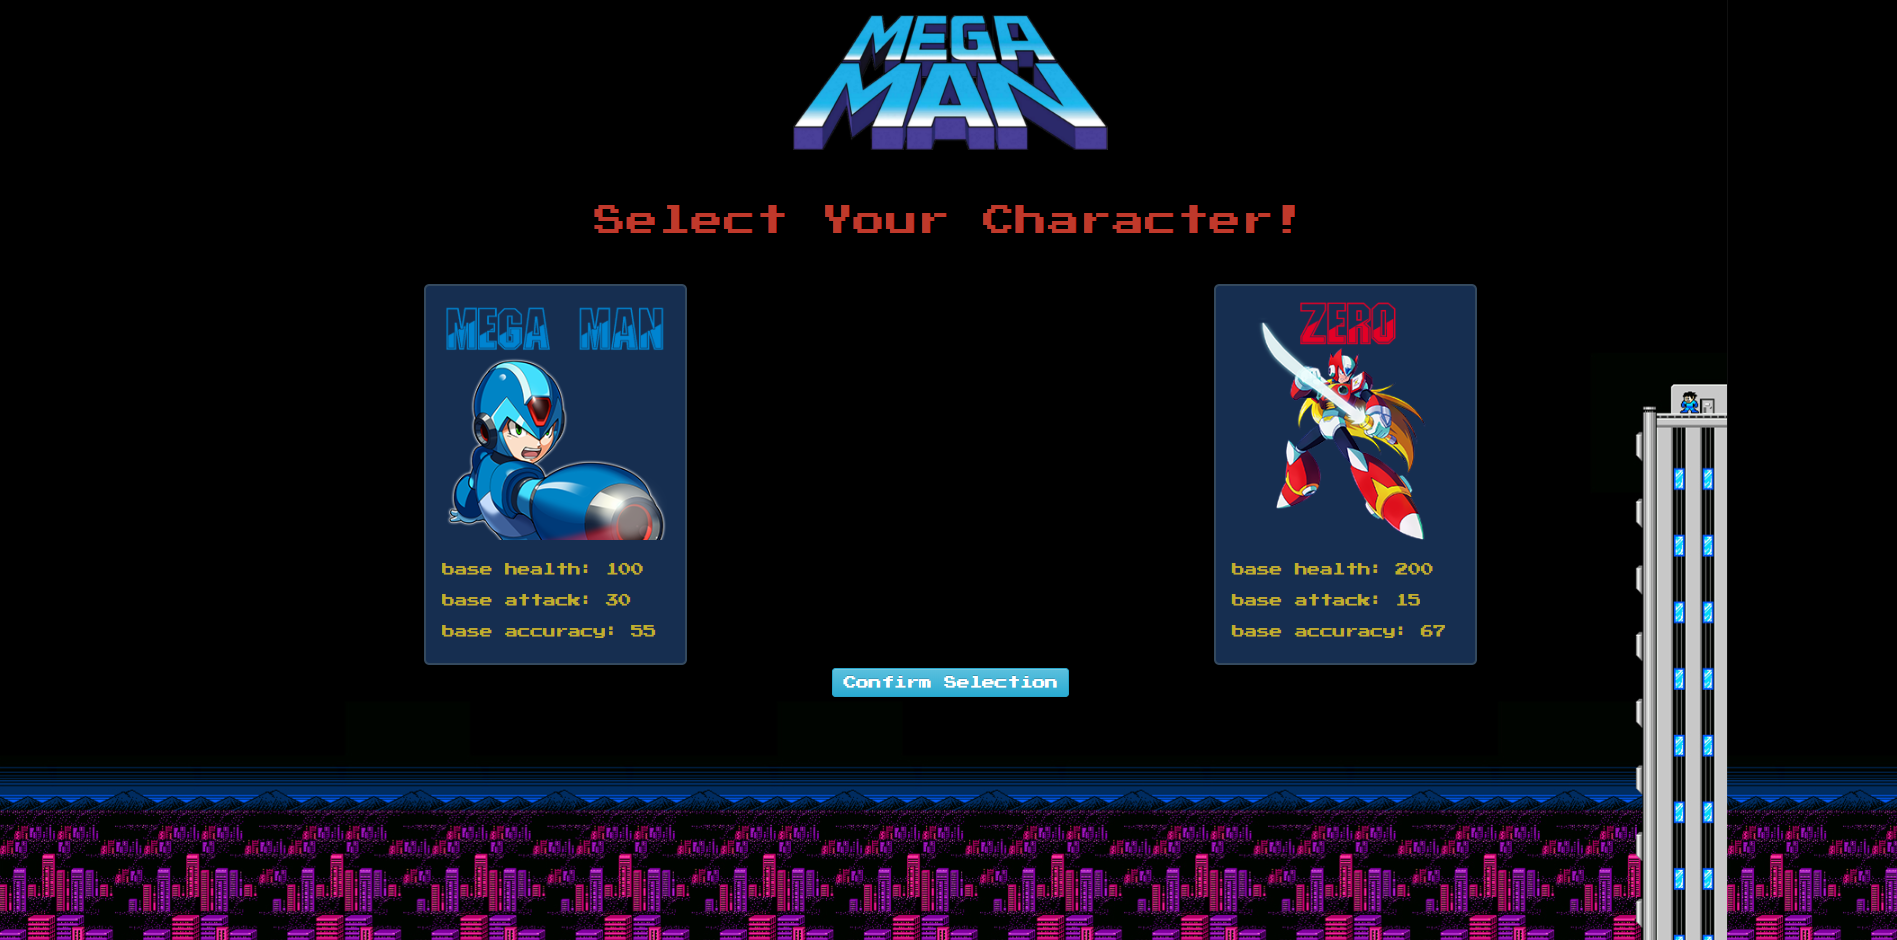 MEGA
MAN
Select Your Character!
MEGA MAN
base health: 100
base attack: 30
base accuracy: 55
ZERO
base health: 200
base attack: 15
base accuracy: 67
Confirm Selection